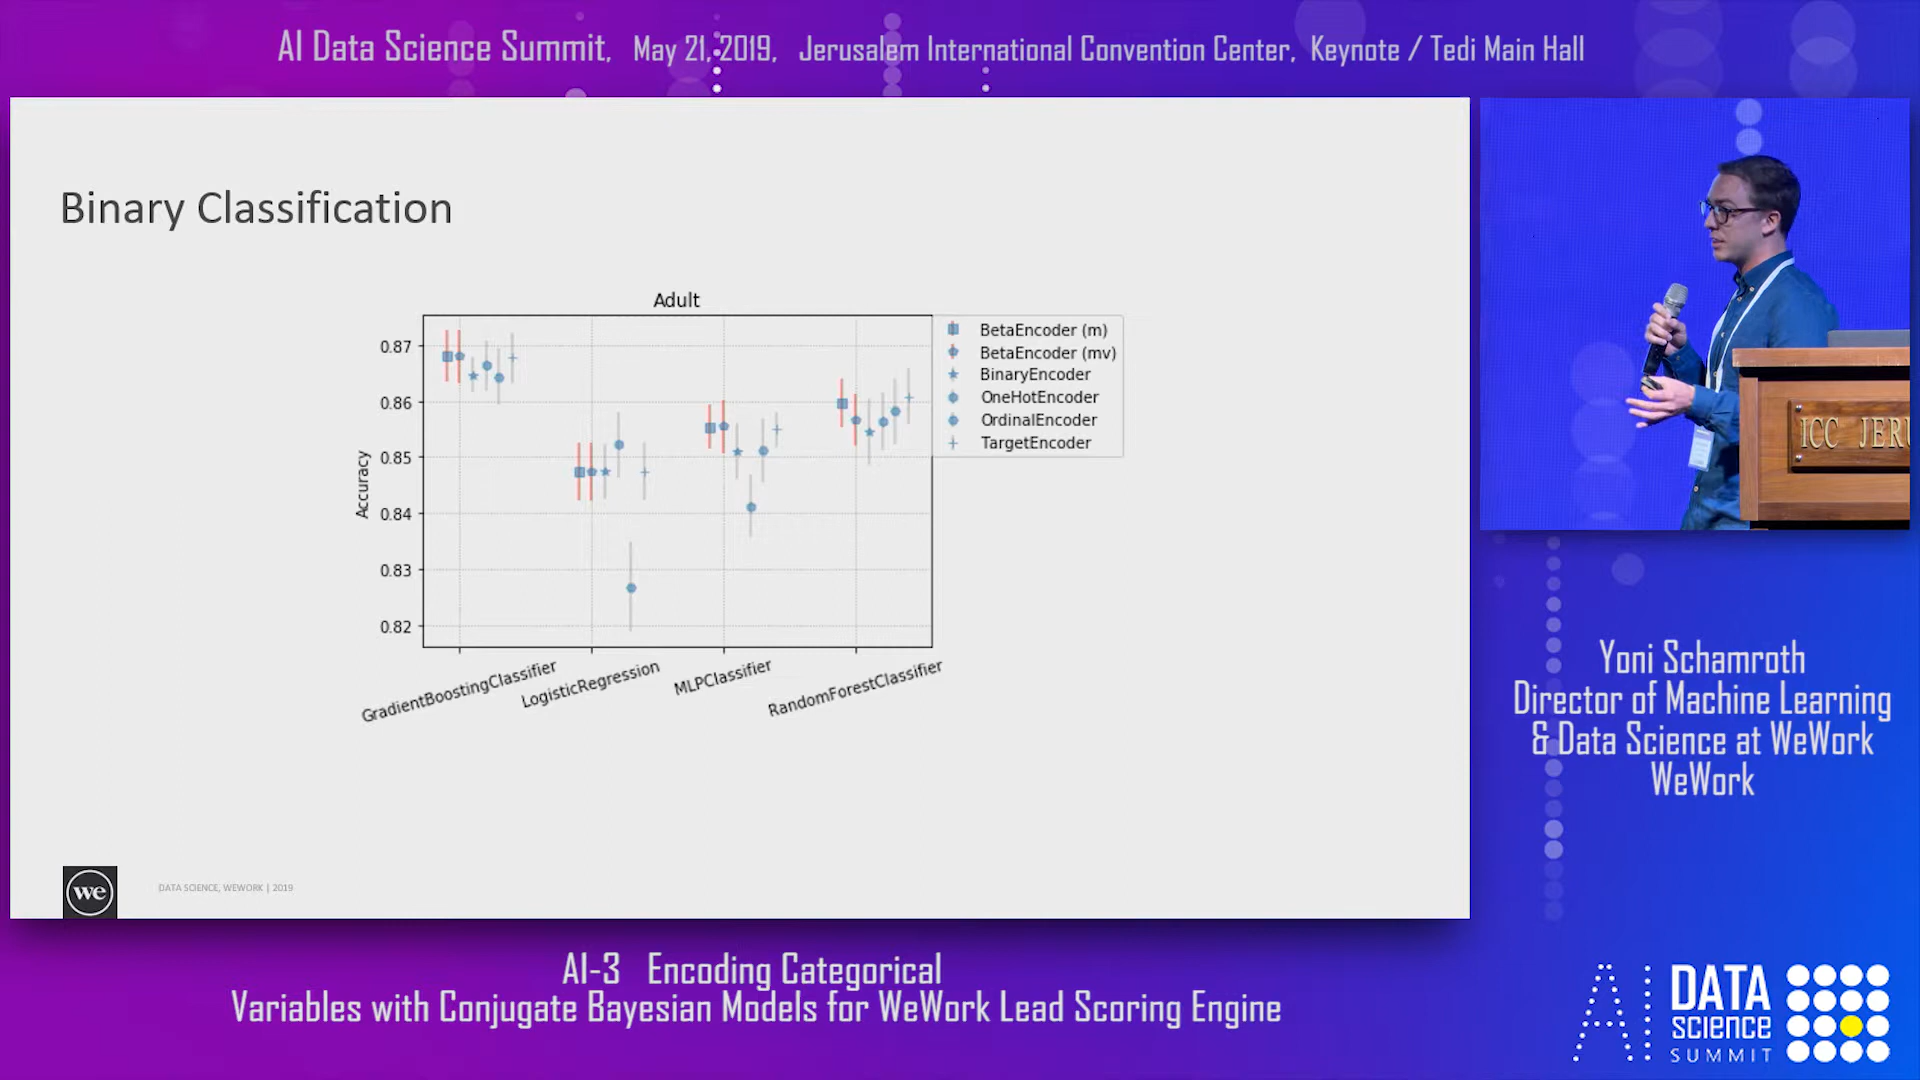 AI Data Science Summit, May 21, 2019, Jerusalem International Convention Center, Keynote / Tedi Main Hall
Binary Classification
Adult
0.87
0.86
0.85
0.84
0.83
0.82
Accuracy
GradientBoostingClassifier
LogisticRegression
MLPClassifier
RandomForestClassifier
BetaEncoder (m)
BetaEncoder (mv)
BinaryEncoder
OneHotEncoder
OrdinalEncoder
TargetEncoder
we
DATA SCIENCE, WEWORK | 2019
ICC JERU
Yoni Schamroth
Director of Machine Learning
& Data Science at WeWork
WeWork
AI-3 Encoding Categorical
Variables with Conjugate Bayesian Models for WeWork Lead Scoring Engine
AI DATA
SCIENCE
SUMMIT